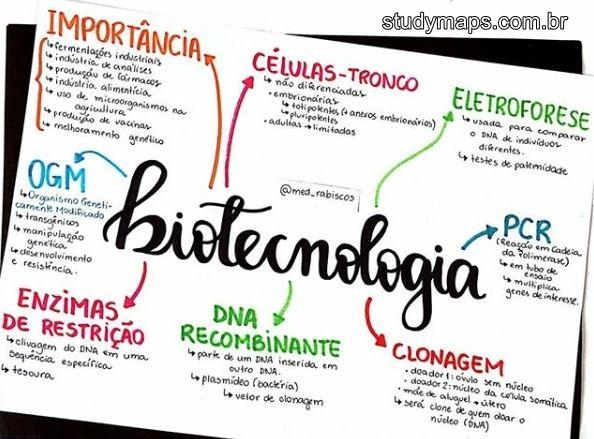 studymaps.com.br
IMPORTÂNCIA
↳ fermentações industriais
↳ indústria de análises
↳ produção de fármacos
↳ indústria alimentícia
↳ uso de microorganismos na
agricultura
↳ produção de vacinas
↳ melhoramento genético
CÉLULAS-TRONCO
↳ não diferenciadas
• embrionárias
↳ totipotentes (+ anexos embrionários)
↳ pluripotentes
• adultas → limitadas
ELETROFORESE
↳ usada para comparar
o DNA de indivíduos
diferentes.
↳ testes de paternidade
OGM
↳ Organismo Geneti-
camente Modificado
↳ transgênicos
↳ manipulação
genética
↳ desenvolvimento
e resistência.
@med_rabiscos
biotecnologia
PCR
(Reação em Cadeia
da Polimerase)
↳ em tubo de
ensaio
↳ multiplica
genes de interesse.
ENZIMAS
DE RESTRIÇÃO
↳ clivagem do DNA em uma
sequência específica
↳ tesoura
DNA
RECOMBINANTE
↳ parte de um DNA inserida em
outro DNA.
↳ plasmídeo (bactéria)
↳ vetor de clonagem
CLONAGEM
• doador 1: óvulo sem núcleo
• doador 2: núcleo da célula somática
• mãe de aluguel → útero
↳ será clone de quem doar o
núcleo (DNA)